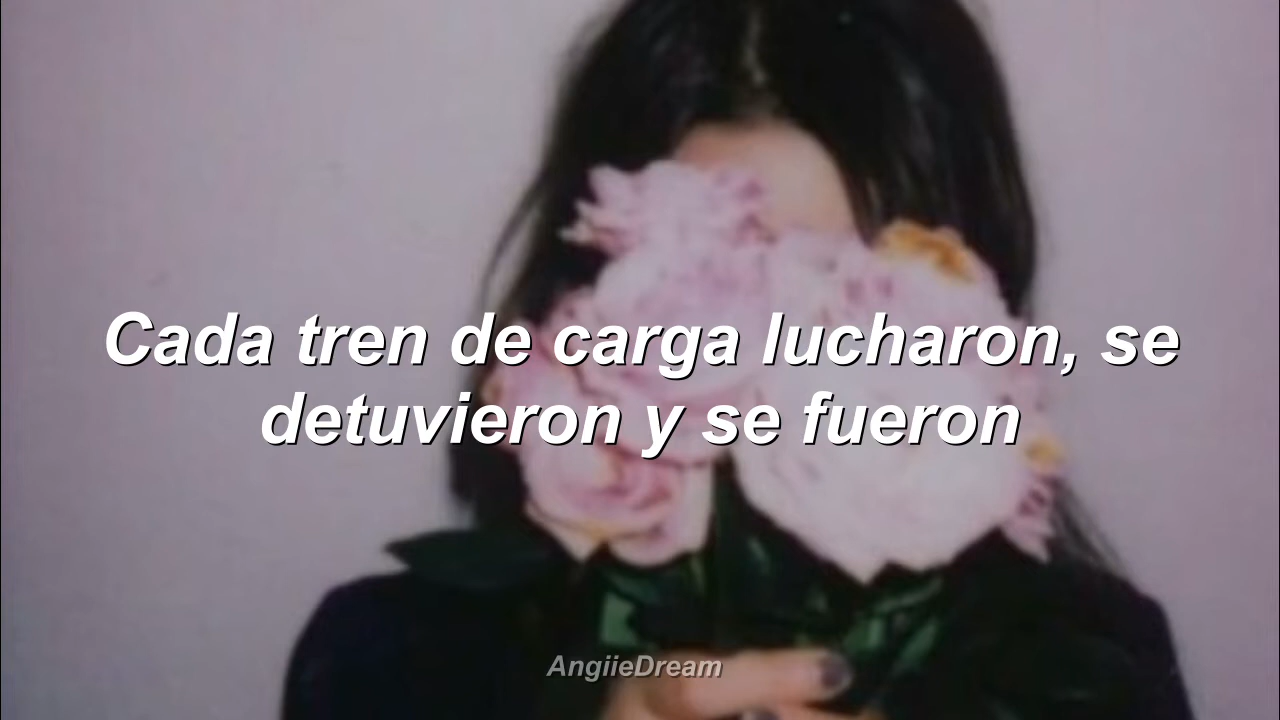 Cada tren de carga lucharon, se
detuvieron y se fueron
AngiieDream